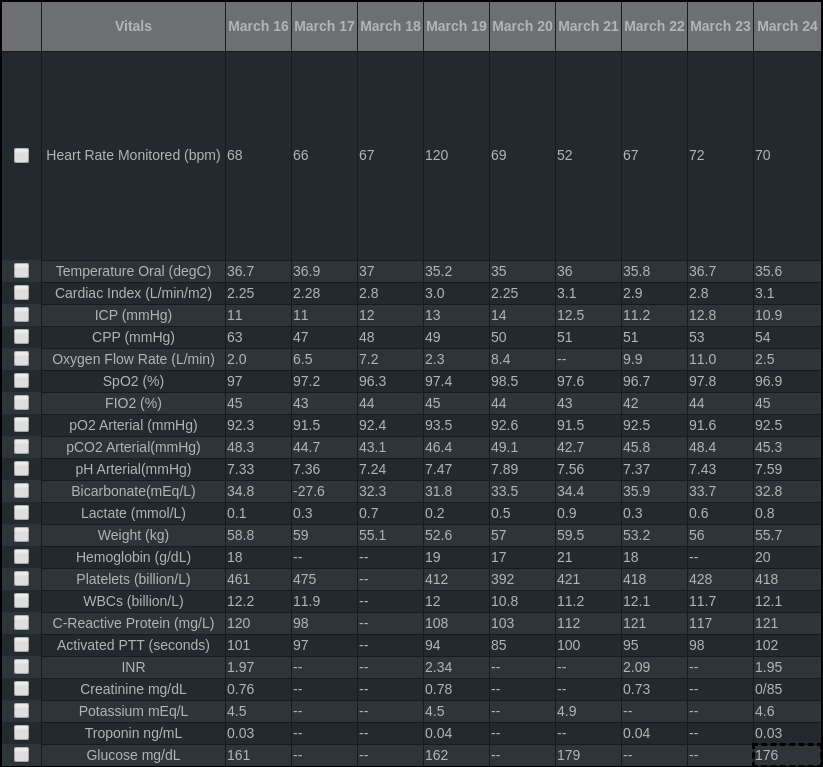 Vitals March 16 March 17 March 18 March 19 March 20 March 21 March 22 March 23 March 24
Heart Rate Monitored (bpm) 68 66 67 120 69 52 67 72 70
Temperature Oral (degC) 36.7 36.9 37 35.2 35 36 35.8 36.7 35.6
Cardiac Index (L/min/m2) 2.25 2.28 2.8 3.0 2.25 3.1 2.9 2.8 3.1
ICP (mmHg) 11 11 12 13 14 12.5 11.2 12.8 10.9
CPP (mmHg) 63 47 48 49 50 51 51 53 54
Oxygen Flow Rate (L/min) 2.0 6.5 7.2 2.3 8.4 -- 9.9 11.0 2.5
SpO2 (%) 97 97.2 96.3 97.4 98.5 97.6 96.7 97.8 96.9
FIO2 (%) 45 43 44 45 44 43 42 44 45
pO2 Arterial (mmHg) 92.3 91.5 92.4 93.5 92.6 91.5 92.5 91.6 92.5
pCO2 Arterial(mmHg) 48.3 44.7 43.1 46.4 49.1 42.7 45.8 48.4 45.3
pH Arterial(mmHg) 7.33 7.36 7.24 7.47 7.89 7.56 7.37 7.43 7.59
Bicarbonate(mEq/L) 34.8 -27.6 32.3 31.8 33.5 34.4 35.9 33.7 32.8
Lactate (mmol/L) 0.1 0.3 0.7 0.2 0.5 0.9 0.3 0.6 0.8
Weight (kg) 58.8 59 55.1 52.6 57 59.5 53.2 56 55.7
Hemoglobin (g/dL) 18 -- -- 19 17 21 18 -- 20
Platelets (billion/L) 461 475 -- 412 392 421 418 428 418
WBCs (billion/L) 12.2 11.9 -- 12 10.8 11.2 12.1 11.7 12.1
C-Reactive Protein (mg/L) 120 98 -- 108 103 112 121 117 121
Activated PTT (seconds) 101 97 -- 94 85 100 95 98 102
INR 1.97 -- -- 2.34 -- -- 2.09 -- 1.95
Creatinine mg/dL 0.76 -- -- 0.78 -- -- 0.73 -- 0/85
Potassium mEq/L 4.5 -- -- 4.5 -- 4.9 -- -- 4.6
Troponin ng/mL 0.03 -- -- 0.04 -- -- 0.04 -- 0.03
Glucose mg/dL 161 -- -- 162 -- 179 -- -- 176